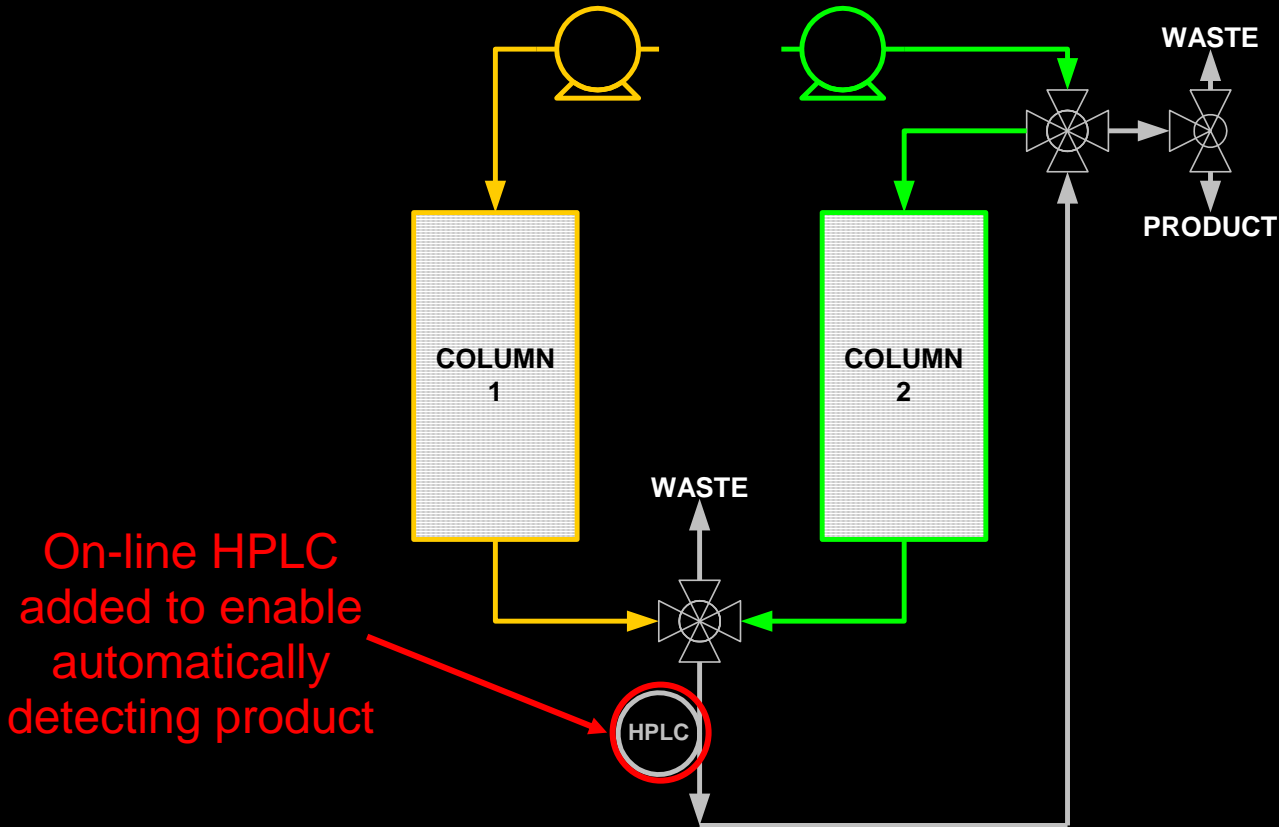 WASTE
PRODUCT
COLUMN
1
COLUMN
2
WASTE
On-line HPLC
added to enable
automatically
detecting product
HPLC